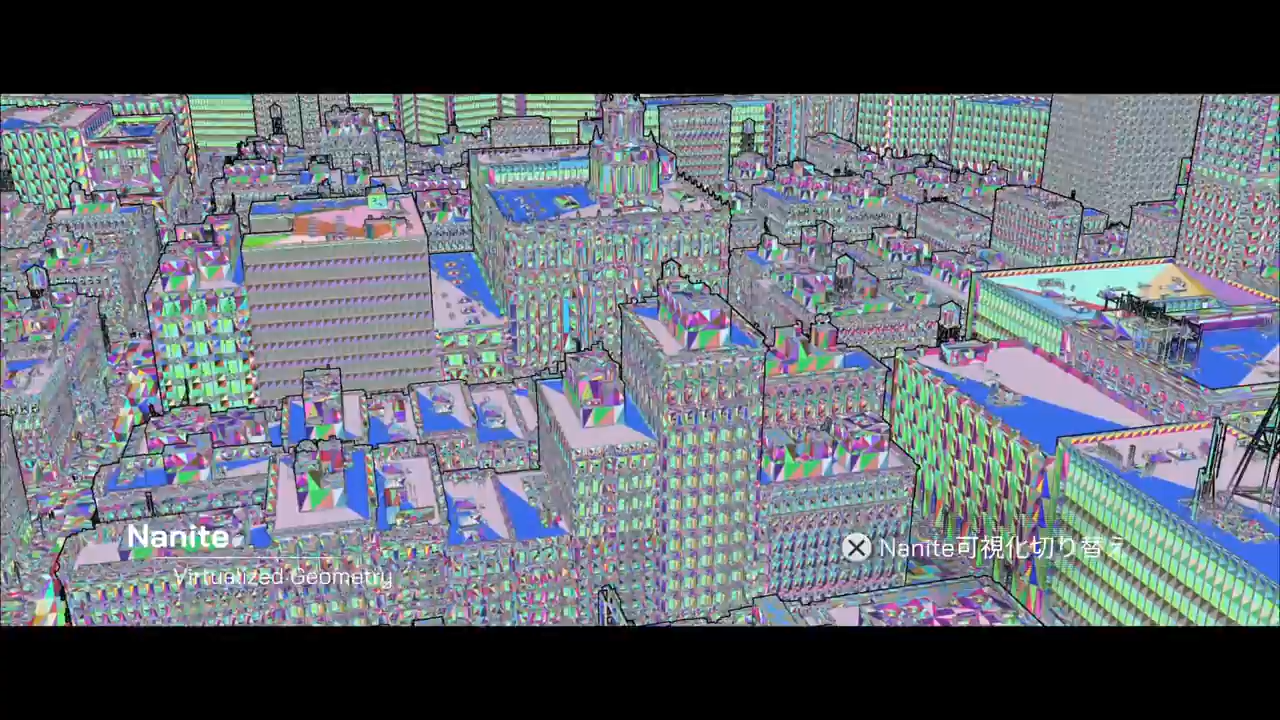 Nanite
Virtualized Geometry
Nanite可視化切り替え